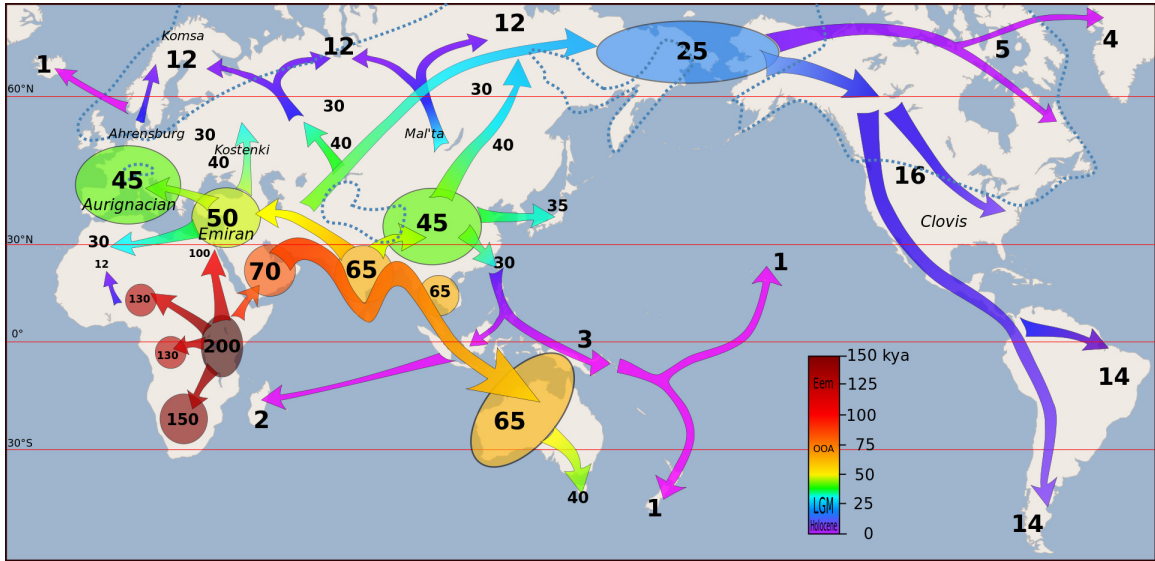 12
Komsa
12
12
1
25
5
4
60°N
30
30
Ahrensburg
30
Kostenki
40
40
Mal'ta
40
45
Aurignacian
50
Emiran
45
35
16
Clovis
30°N
30
100
12
70
65
65
30
1
130
130
200
0°
3
150
2
65
40
1
14
14
30°S
150 kya
125
100
75
50
25
0
Eem
OOA
LGM
Holocene